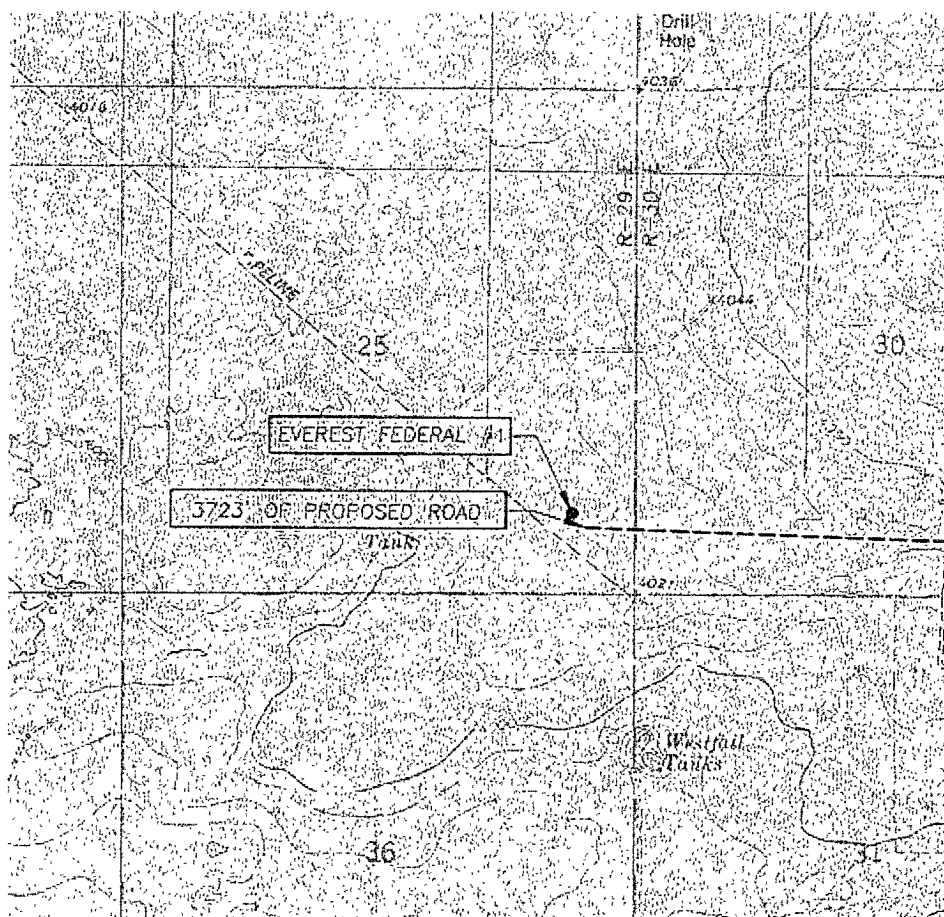 Drill
Hole
4036
4016
R 29 E
R 30 E
PIPELINE
4044
25
30
EVEREST FEDERAL #1
3723' OF PROPOSED ROAD
Tank
4021
Westfall
Tanks
36
31